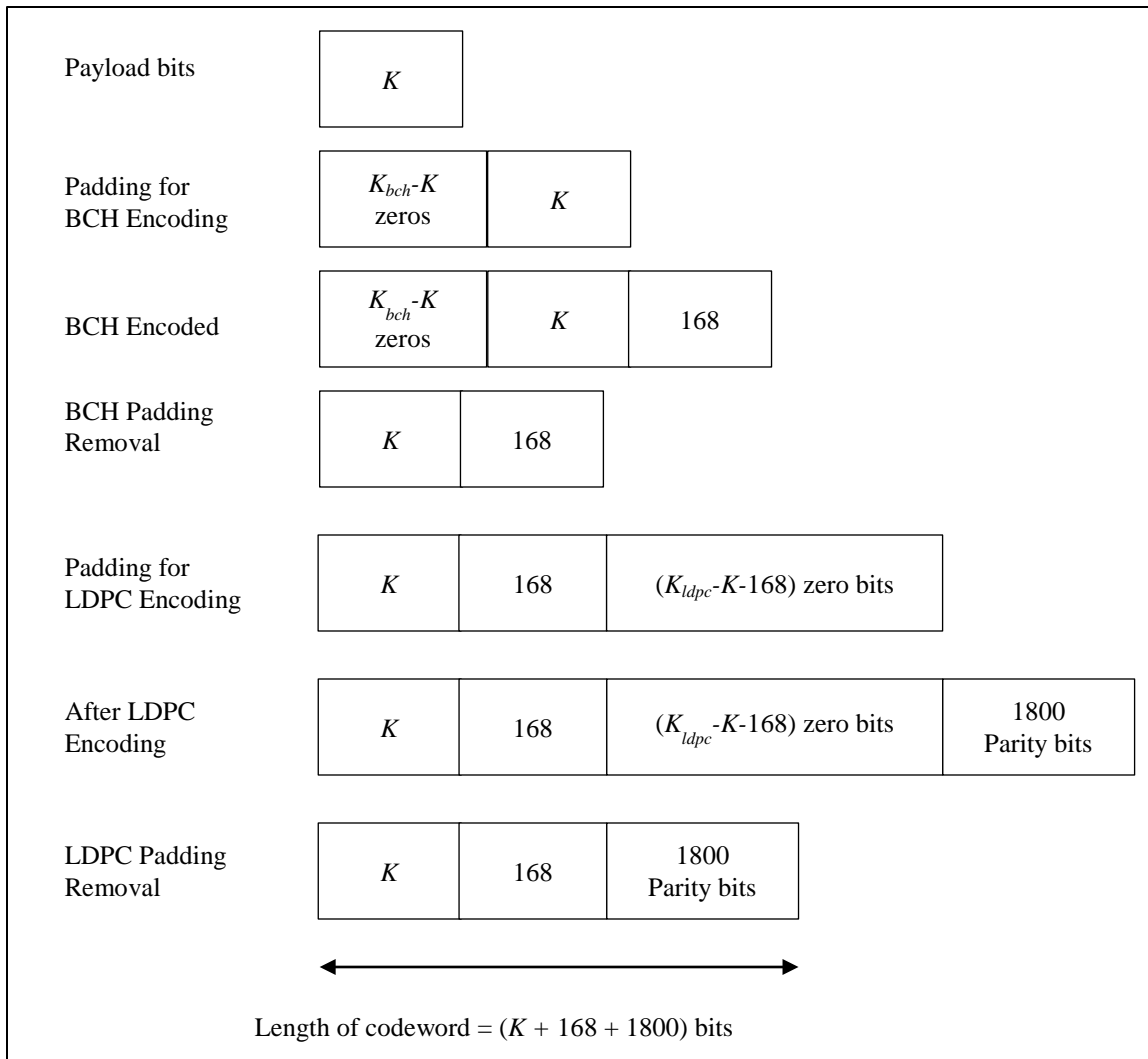 Payload bits
K
Padding for
BCH Encoding
K_bch-K
zeros
K
BCH Encoded
K_bch-K
zeros
K
168
BCH Padding
Removal
K
168
Padding for
LDPC Encoding
K
168
(K_ldpc-K-168) zero bits
After LDPC
Encoding
K
168
(K_ldpc-K-168) zero bits
1800
Parity bits
LDPC Padding
Removal
K
168
1800
Parity bits
Length of codeword = (K + 168 + 1800) bits